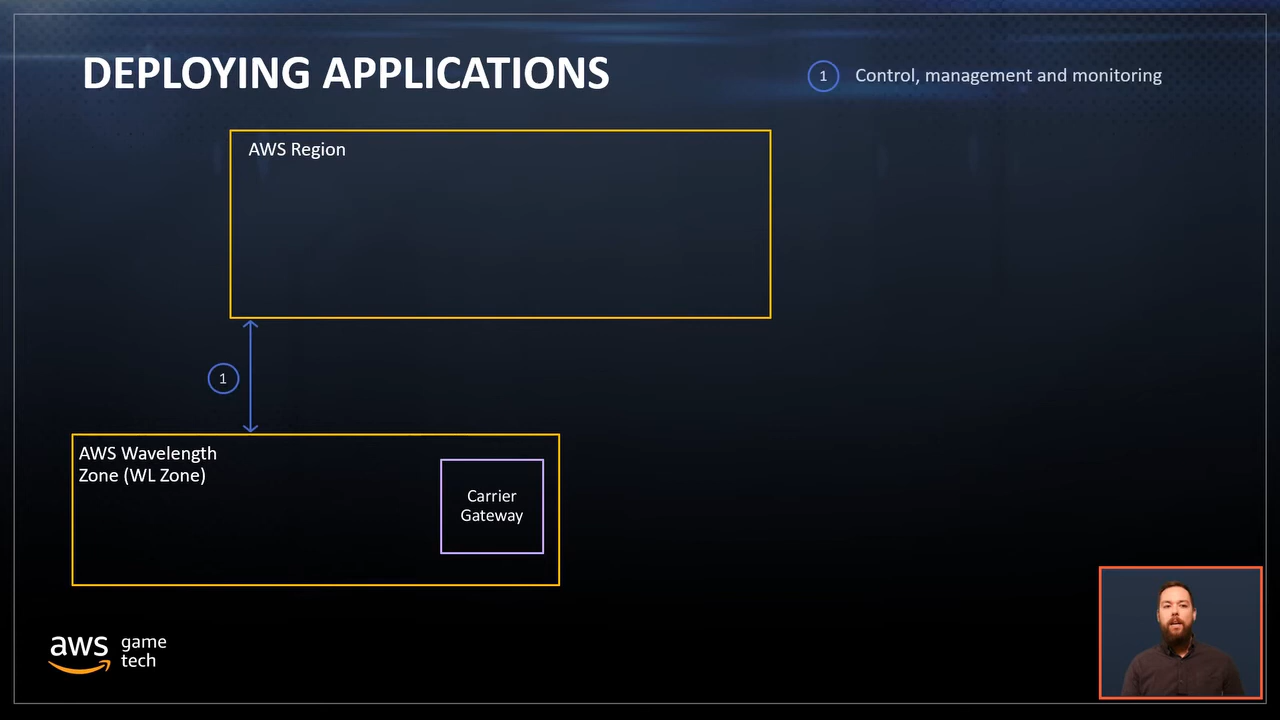 DEPLOYING APPLICATIONS
1 Control, management and monitoring
AWS Region
1
AWS Wavelength
Zone (WL Zone)
Carrier
Gateway
aws game
tech